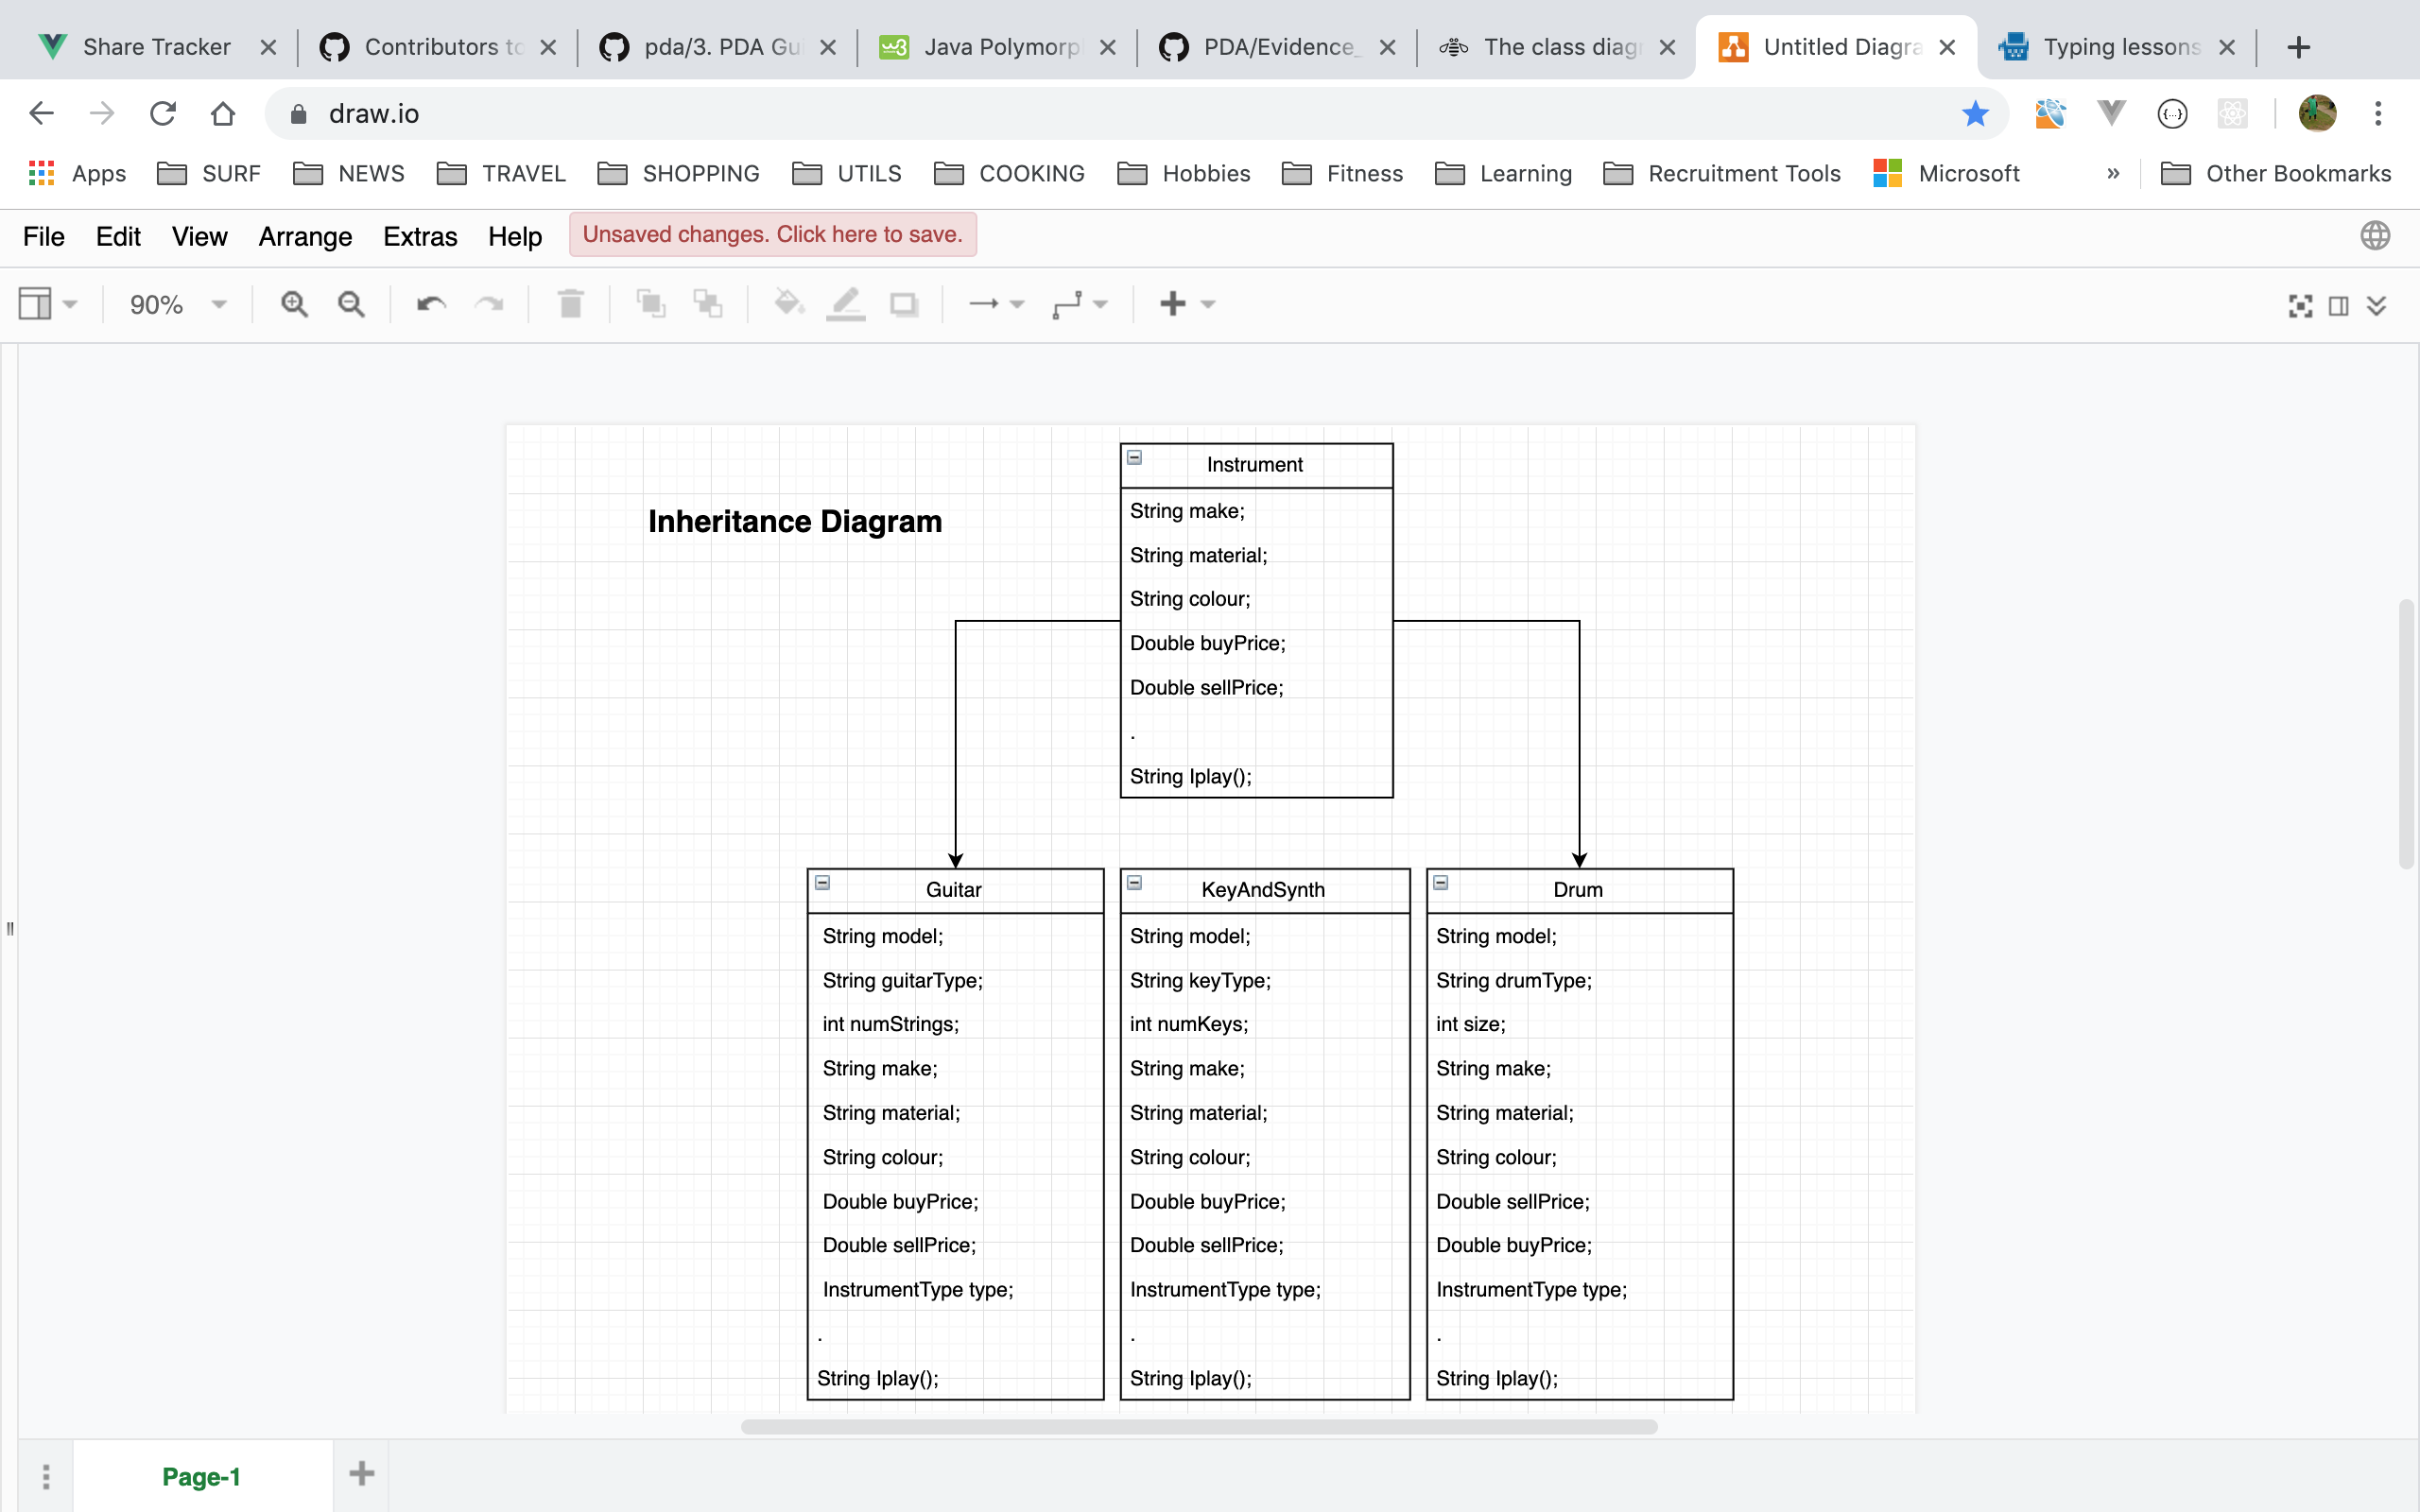 Share Tracker
Contributors to
pda/3. PDA Gui
Java Polymorp
PDA/Evidence_
The class diagr
Untitled Diagra
Typing lessons
draw.io
Apps
SURF
NEWS
TRAVEL
SHOPPING
UTILS
COOKING
Hobbies
Fitness
Learning
Recruitment Tools
Microsoft
»
Other Bookmarks
File Edit View Arrange Extras Help Unsaved changes. Click here to save.
90%
Inheritance Diagram
Instrument
String make;
String material;
String colour;
Double buyPrice;
Double sellPrice;
.
String Iplay();
Guitar
String model;
String guitarType;
int numStrings;
String make;
String material;
String colour;
Double buyPrice;
Double sellPrice;
InstrumentType type;
.
String Iplay();
KeyAndSynth
String model;
String keyType;
int numKeys;
String make;
String material;
String colour;
Double buyPrice;
Double sellPrice;
InstrumentType type;
.
String Iplay();
Drum
String model;
String drumType;
int size;
String make;
String material;
String colour;
Double sellPrice;
Double buyPrice;
InstrumentType type;
.
String Iplay();
Page-1